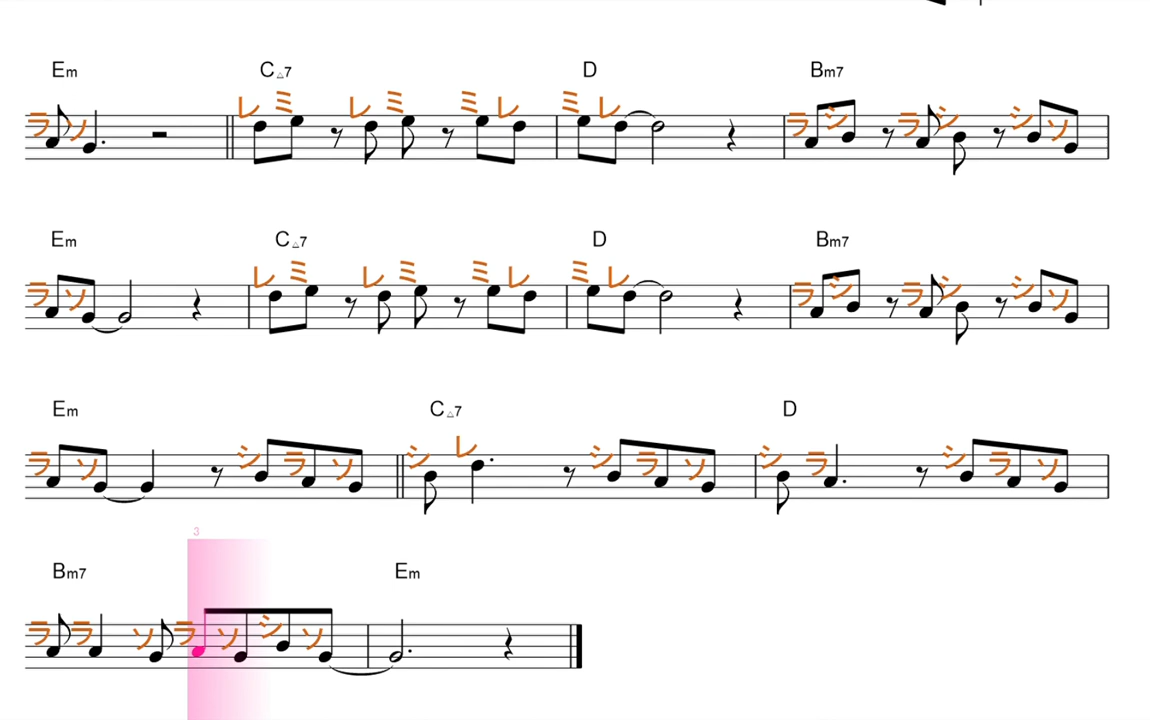 Em C△7 D Bm7
ラ ソ レ ミ レ ミ ミ レ ミ レ ラ シ ラ シ シ ソ
Em C△7 D Bm7
ラ ソ レ ミ レ ミ ミ レ ミ レ ラ シ ラ シ シ ソ
Em C△7 D
ラ ソ シ ラ ソ シ レ シ ラ ソ シ ラ シ ラ ソ
3
Bm7 Em
ラ ラ ソ ラ ソ シ ソ